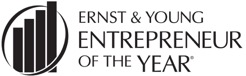 ERNST & YOUNG
ENTREPRENEUR
OF THE YEAR®